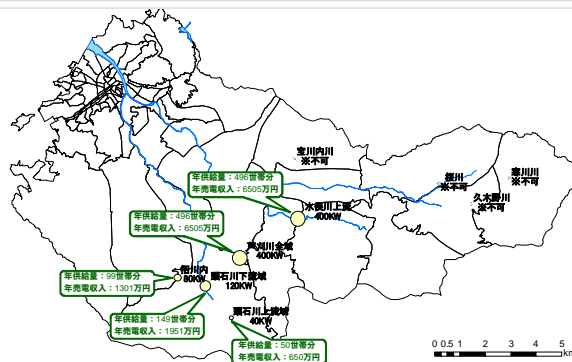 宝川内川
※不可
桜川
※不可
寒川川
※不可
久木野川
※不可
年供給量：496世帯分
年売電収入：6505万円
水俣川上流
400KW
年供給量：496世帯分
年売電収入：6505万円
芦刈川全域
400KW
年供給量：99世帯分
年売電収入：1301万円
80KW
頭石川下流域
120KW
年供給量：149世帯分
年売電収入：1951万円
頭石川上流域
40KW
年供給量：50世帯分
年売電収入：650万円
0 0.5 1 2 3 4 5
km